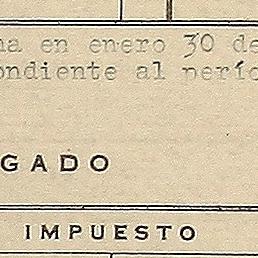 na en enero 30 de
ondiente al perío
GADO
IMPUESTO